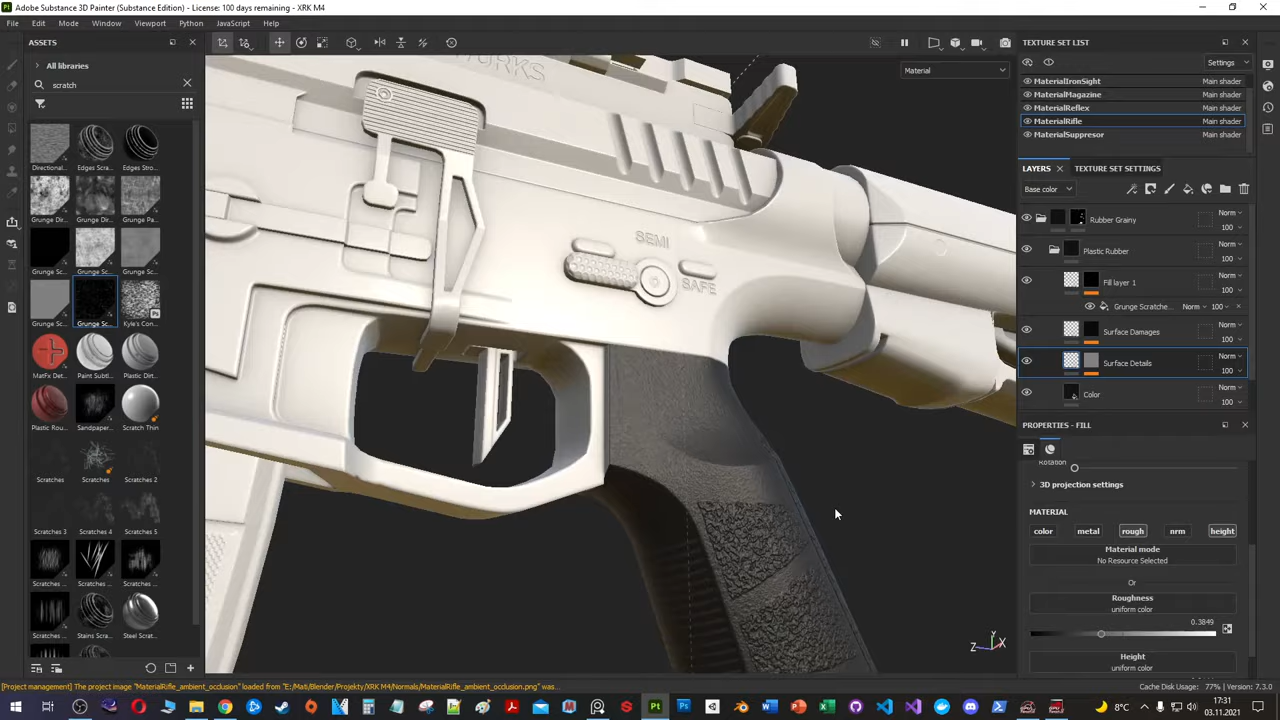 Adobe Substance 3D Painter (Substance Edition) - License: 100 days remaining - XRK M4
File Edit Mode Window Viewport Python JavaScript Help
ASSETS
All libraries
scratch
Directional...
Edges Scra...
Edges Stro...
Grunge Dir...
Grunge Dir...
Grunge Pa...
Grunge Sc...
Grunge Sc...
Grunge Sc...
Grunge Sc...
Grunge Sc...
Kyle's Con...
MatFx Det...
Paint Subtl...
Plastic Dirt...
Plastic Rou...
Sandpaper...
Scratch Thin
Scratches
Scratches
Scratches 2
Scratches 3
Scratches 4
Scratches 5
Scratches ...
Scratches ...
Scratches ...
Scratches ...
Stains Scra...
Steel Scrat...
Material
SEMI
SAFE
Z Y X
TEXTURE SET LIST
Settings
MaterialIronSight Main shader
MaterialMagazine Main shader
MaterialReflex Main shader
MaterialRifle Main shader
MaterialSuppresor Main shader
LAYERS TEXTURE SET SETTINGS
Base color
Rubber Grainy Norm 100
Plastic Rubber Norm 100
Fill layer 1 Norm 100
Grunge Scratche... Norm 100
Surface Damages Norm 100
Surface Details Norm 100
Color Norm 100
PROPERTIES - FILL
Rotation
3D projection settings
MATERIAL
color metal rough nrm height
Material mode
No Resource Selected
Or
Roughness
uniform color
0.3849
Height
uniform color
[Project management] The project image "MaterialRifle_ambient_occlusion" loaded from "E:/Mati/Blender/Projekty/XRK M4/Normals/MaterialRifle_ambient_occlusion.png" was...
Cache Disk Usage: 77% | Version: 7.3.0
8°C
17:31
03.11.2021